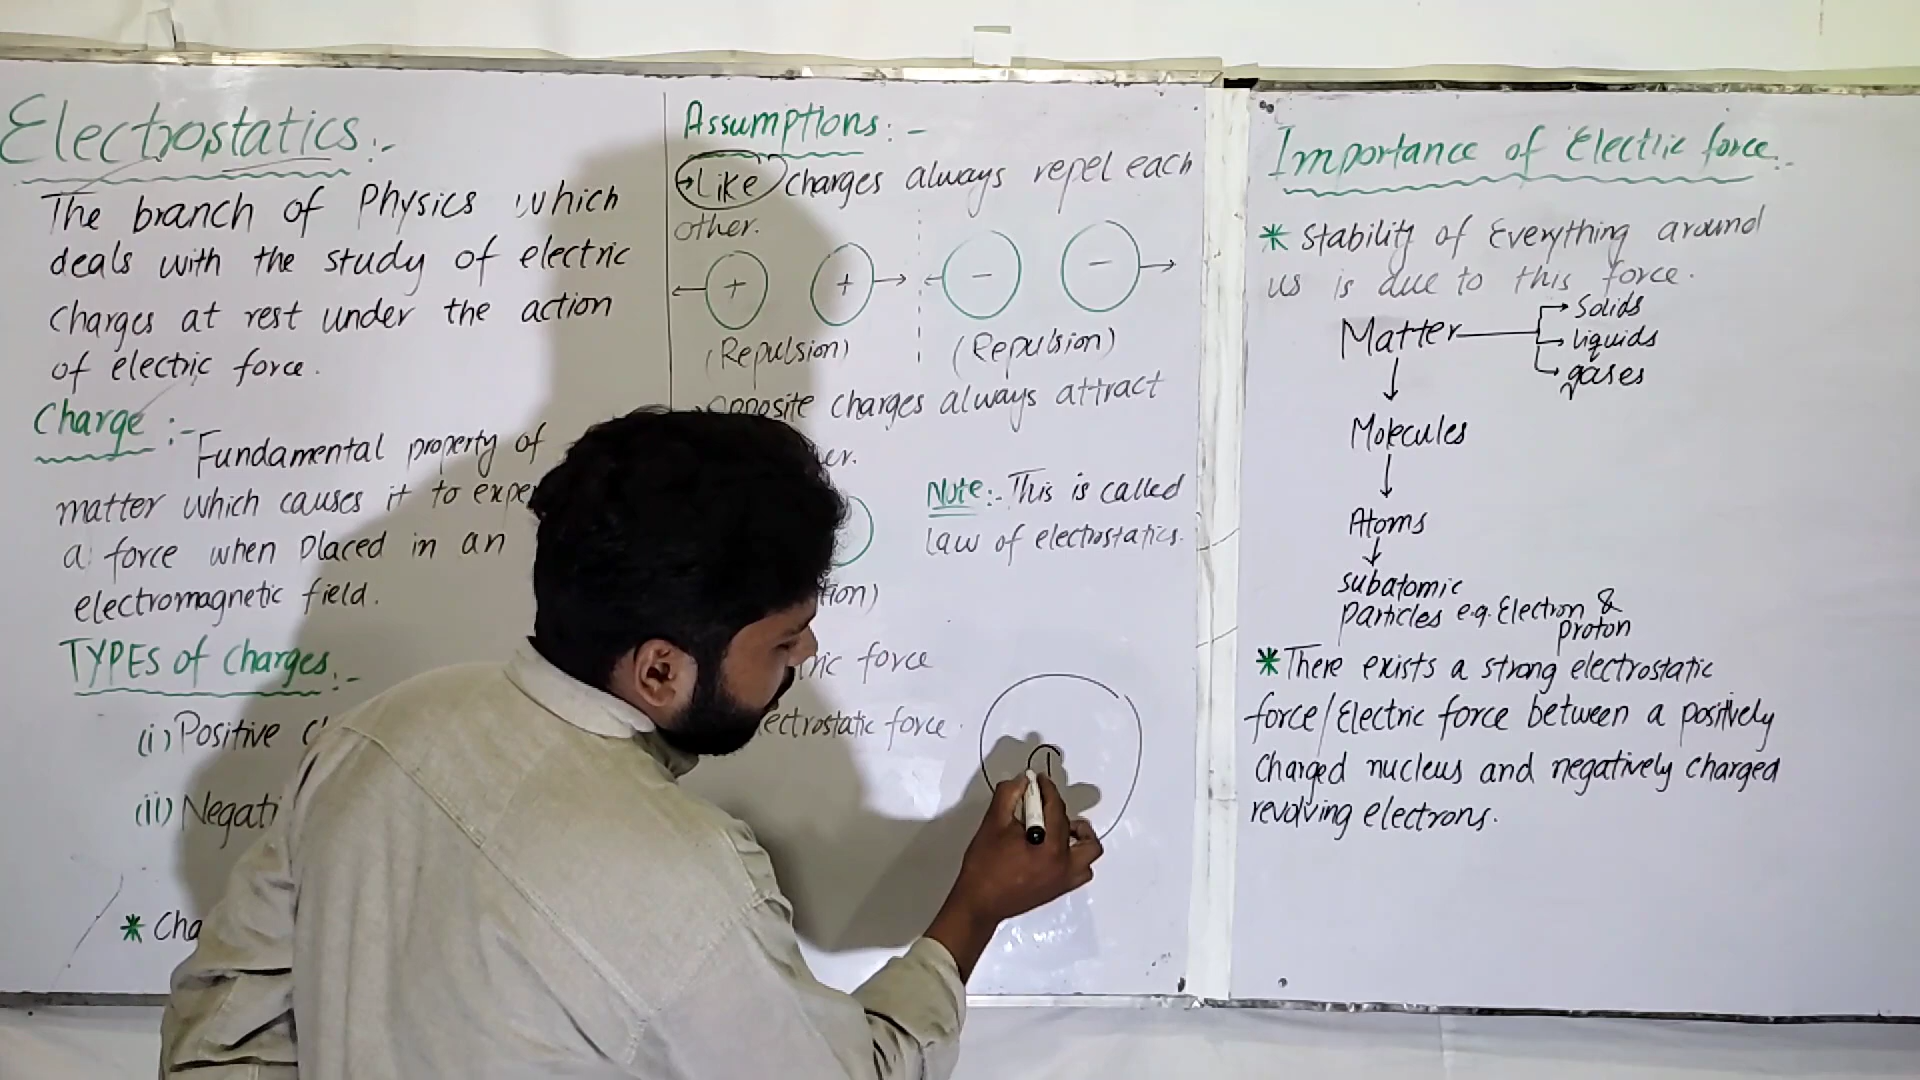 Electrostatics:-
The branch of Physics which
deals with the study of electric
charges at rest under the action
of electric force.
Charge:- Fundamental property of
matter which causes it to
a force when placed in an
electromagnetic field.
TYPES of Charges:-
(i) Positive
(ii)
*
Assumptions:-
→Like charges always repel each
other.
+ + - -
(Repulsion) (Repulsion)
opposite charges always attract
Note:- This is called
law of electrostatics.
force
force.
Importance of Electric force:-
* Stability of Everything around
us is due to this force.
Matter → Solids
→ liquids
→ gases
↓
Molecules
↓
Atoms
↓
subatomic
Particles e.g. Electron &
proton
* There exists a strong electrostatic
force/Electric force between a positively
charged nucleus and negatively charged
revolving electrons.